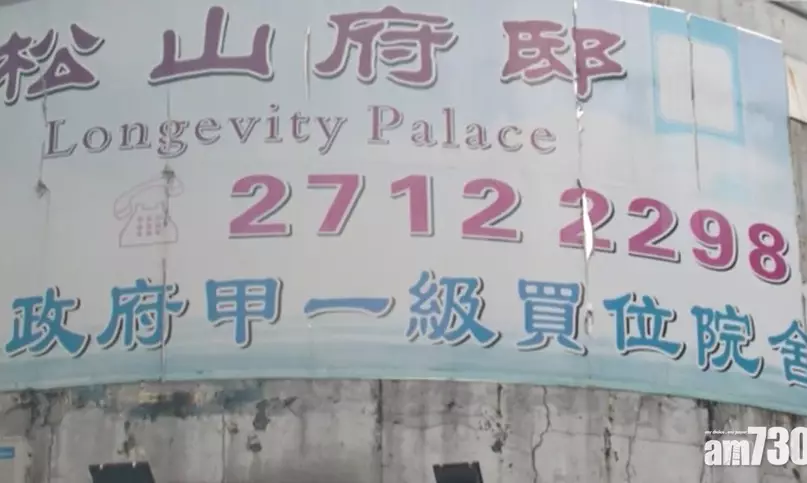 松山府邸
Longevity Palace
2712 2298
政府甲一級買位院舍
am730